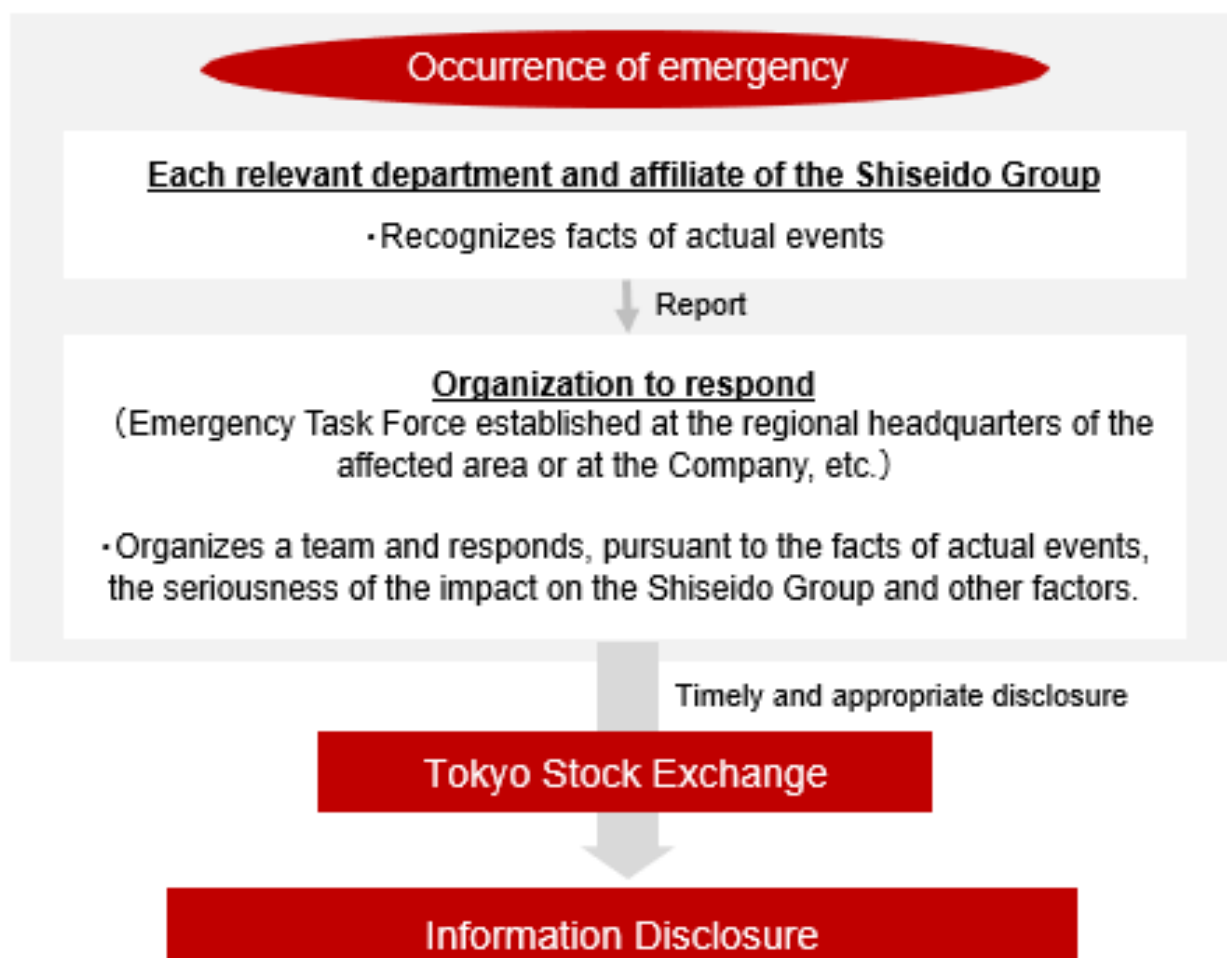 Occurrence of emergency
Each relevant department and affiliate of the Shiseido Group
・Recognizes facts of actual events
Report
Organization to respond
（Emergency Task Force established at the regional headquarters of the
affected area or at the Company, etc.）
・Organizes a team and responds, pursuant to the facts of actual events,
the seriousness of the impact on the Shiseido Group and other factors.
Timely and appropriate disclosure
Tokyo Stock Exchange
Information Disclosure